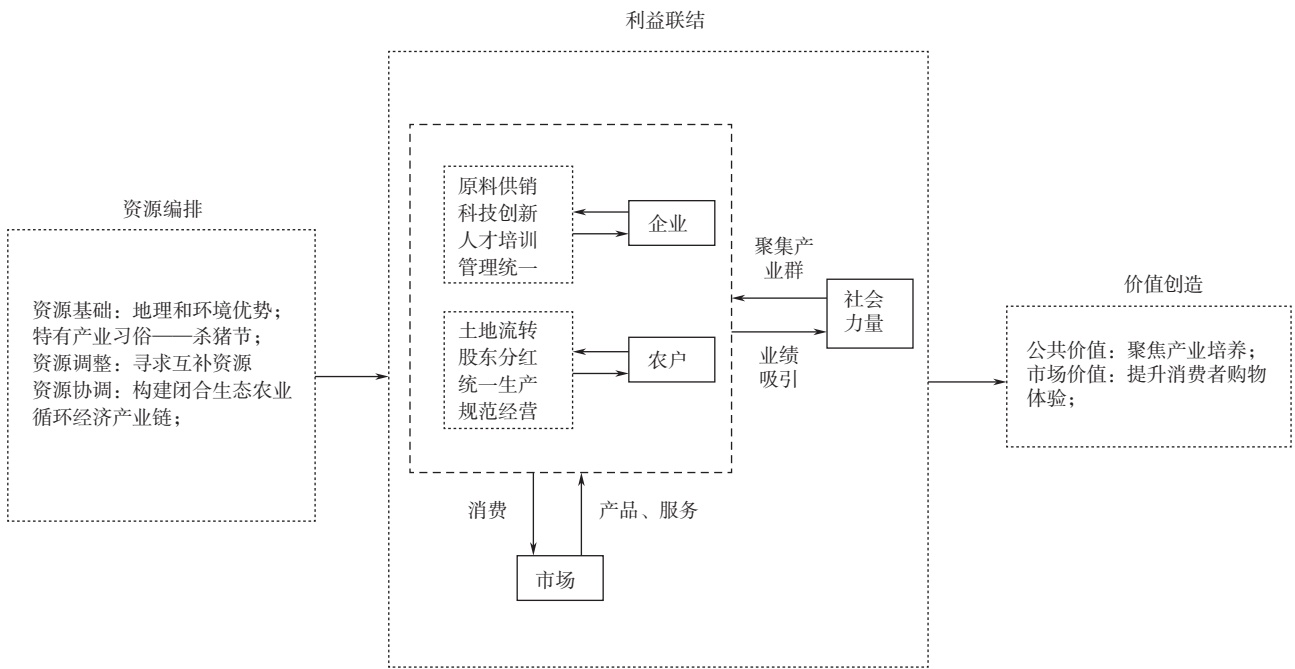 利益联结
资源编排
资源基础：地理和环境优势；
特有产业习俗——杀猪节；
资源调整：寻求互补资源
资源协调：构建闭合生态农业
循环经济产业链；
原料供销
科技创新
人才培训
管理统一
企业
土地流转
股东分红
统一生产
规范经营
农户
消费
产品、服务
市场
聚集产
业群
业绩
吸引
社会
力量
价值创造
公共价值：聚焦产业培养；
市场价值：提升消费者购物
体验；